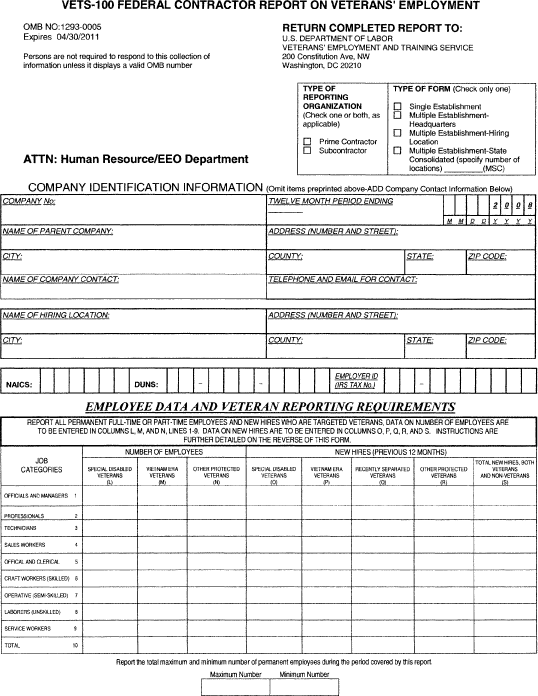 VETS-100 FEDERAL CONTRACTOR REPORT ON VETERANS' EMPLOYMENT
OMB NO:1293-0005
Expires 04/30/2011
Persons are not required to respond to this collection of
information unless it displays a valid OMB number
RETURN COMPLETED REPORT TO:
U.S. DEPARTMENT OF LABOR
VETERANS' EMPLOYMENT AND TRAINING SERVICE
200 Constitution Ave, NW
Washington, DC 20210
TYPE OF
REPORTING
ORGANIZATION
(Check one or both, as
applicable)
Prime Contractor
Subcontractor
TYPE OF FORM (Check only one)
Single Establishment
Multiple Establishment-
Headquarters
Multiple Establishment-Hiring
Location
Multiple Establishment-State
Consolidated (specify number of
locations) ________(MSC)
ATTN: Human Resource/EEO Department
COMPANY IDENTIFICATION INFORMATION (Omit items preprinted above-ADD Company Contact Information Below)
COMPANY No:
TWELVE MONTH PERIOD ENDING
2 0 0 8
M M D D Y Y Y Y
NAME OF PARENT COMPANY:
ADDRESS (NUMBER AND STREET):
CITY:
COUNTY:
STATE:
ZIP CODE:
NAME OF COMPANY CONTACT:
TELEPHONE AND EMAIL FOR CONTACT:
NAME OF HIRING LOCATION:
ADDRESS (NUMBER AND STREET):
CITY:
COUNTY:
STATE:
ZIP CODE:
NAICS:
DUNS: - -
EMPLOYER ID
(IRS TAX No.)
-
EMPLOYEE DATA AND VETERAN REPORTING REQUIREMENTS
REPORT ALL PERMANENT FULL-TIME OR PART-TIME EMPLOYEES AND NEW HIRES WHO ARE TARGETED VETERANS, DATA ON NUMBER OF EMPLOYEES ARE
TO BE ENTERED IN COLUMNS L, M, AND N, LINES 1-9. DATA ON NEW HIRES ARE TO BE ENTERED IN COLUMNS O, P, Q, R, AND S. INSTRUCTIONS ARE
FURTHER DETAILED ON THE REVERSE OF THIS FORM.
JOB
CATEGORIES
NUMBER OF EMPLOYEES
NEW HIRES (PREVIOUS 12 MONTHS)
SPECIAL DISABLED
VETERANS
(L)
VIETNAM ERA
VETERANS
(M)
OTHER PROTECTED
VETERANS
(N)
SPECIAL DISABLED
VETERANS
(O)
VIETNAM ERA
VETERANS
(P)
RECENTLY SEPARATED
VETERANS
(Q)
OTHER PROTECTED
VETERANS
(R)
TOTAL NEW HIRES, BOTH
VETERANS
AND NON-VETERANS
(S)
OFFICIALS AND MANAGERS 1
PROFESSIONALS 2
TECHNICIANS 3
SALES WORKERS 4
OFFICAL AND CLERICAL 5
CRAFT WORKERS (SKILLED) 6
OPERATIVE (SEMI-SKILLED) 7
LABORERS (UNSKILLED) 8
SERVICE WORKERS 9
TOTAL 10
Report the total maximum and minimum number of permanent employees during the period covered by this report.
Maximum Number Minimum Number